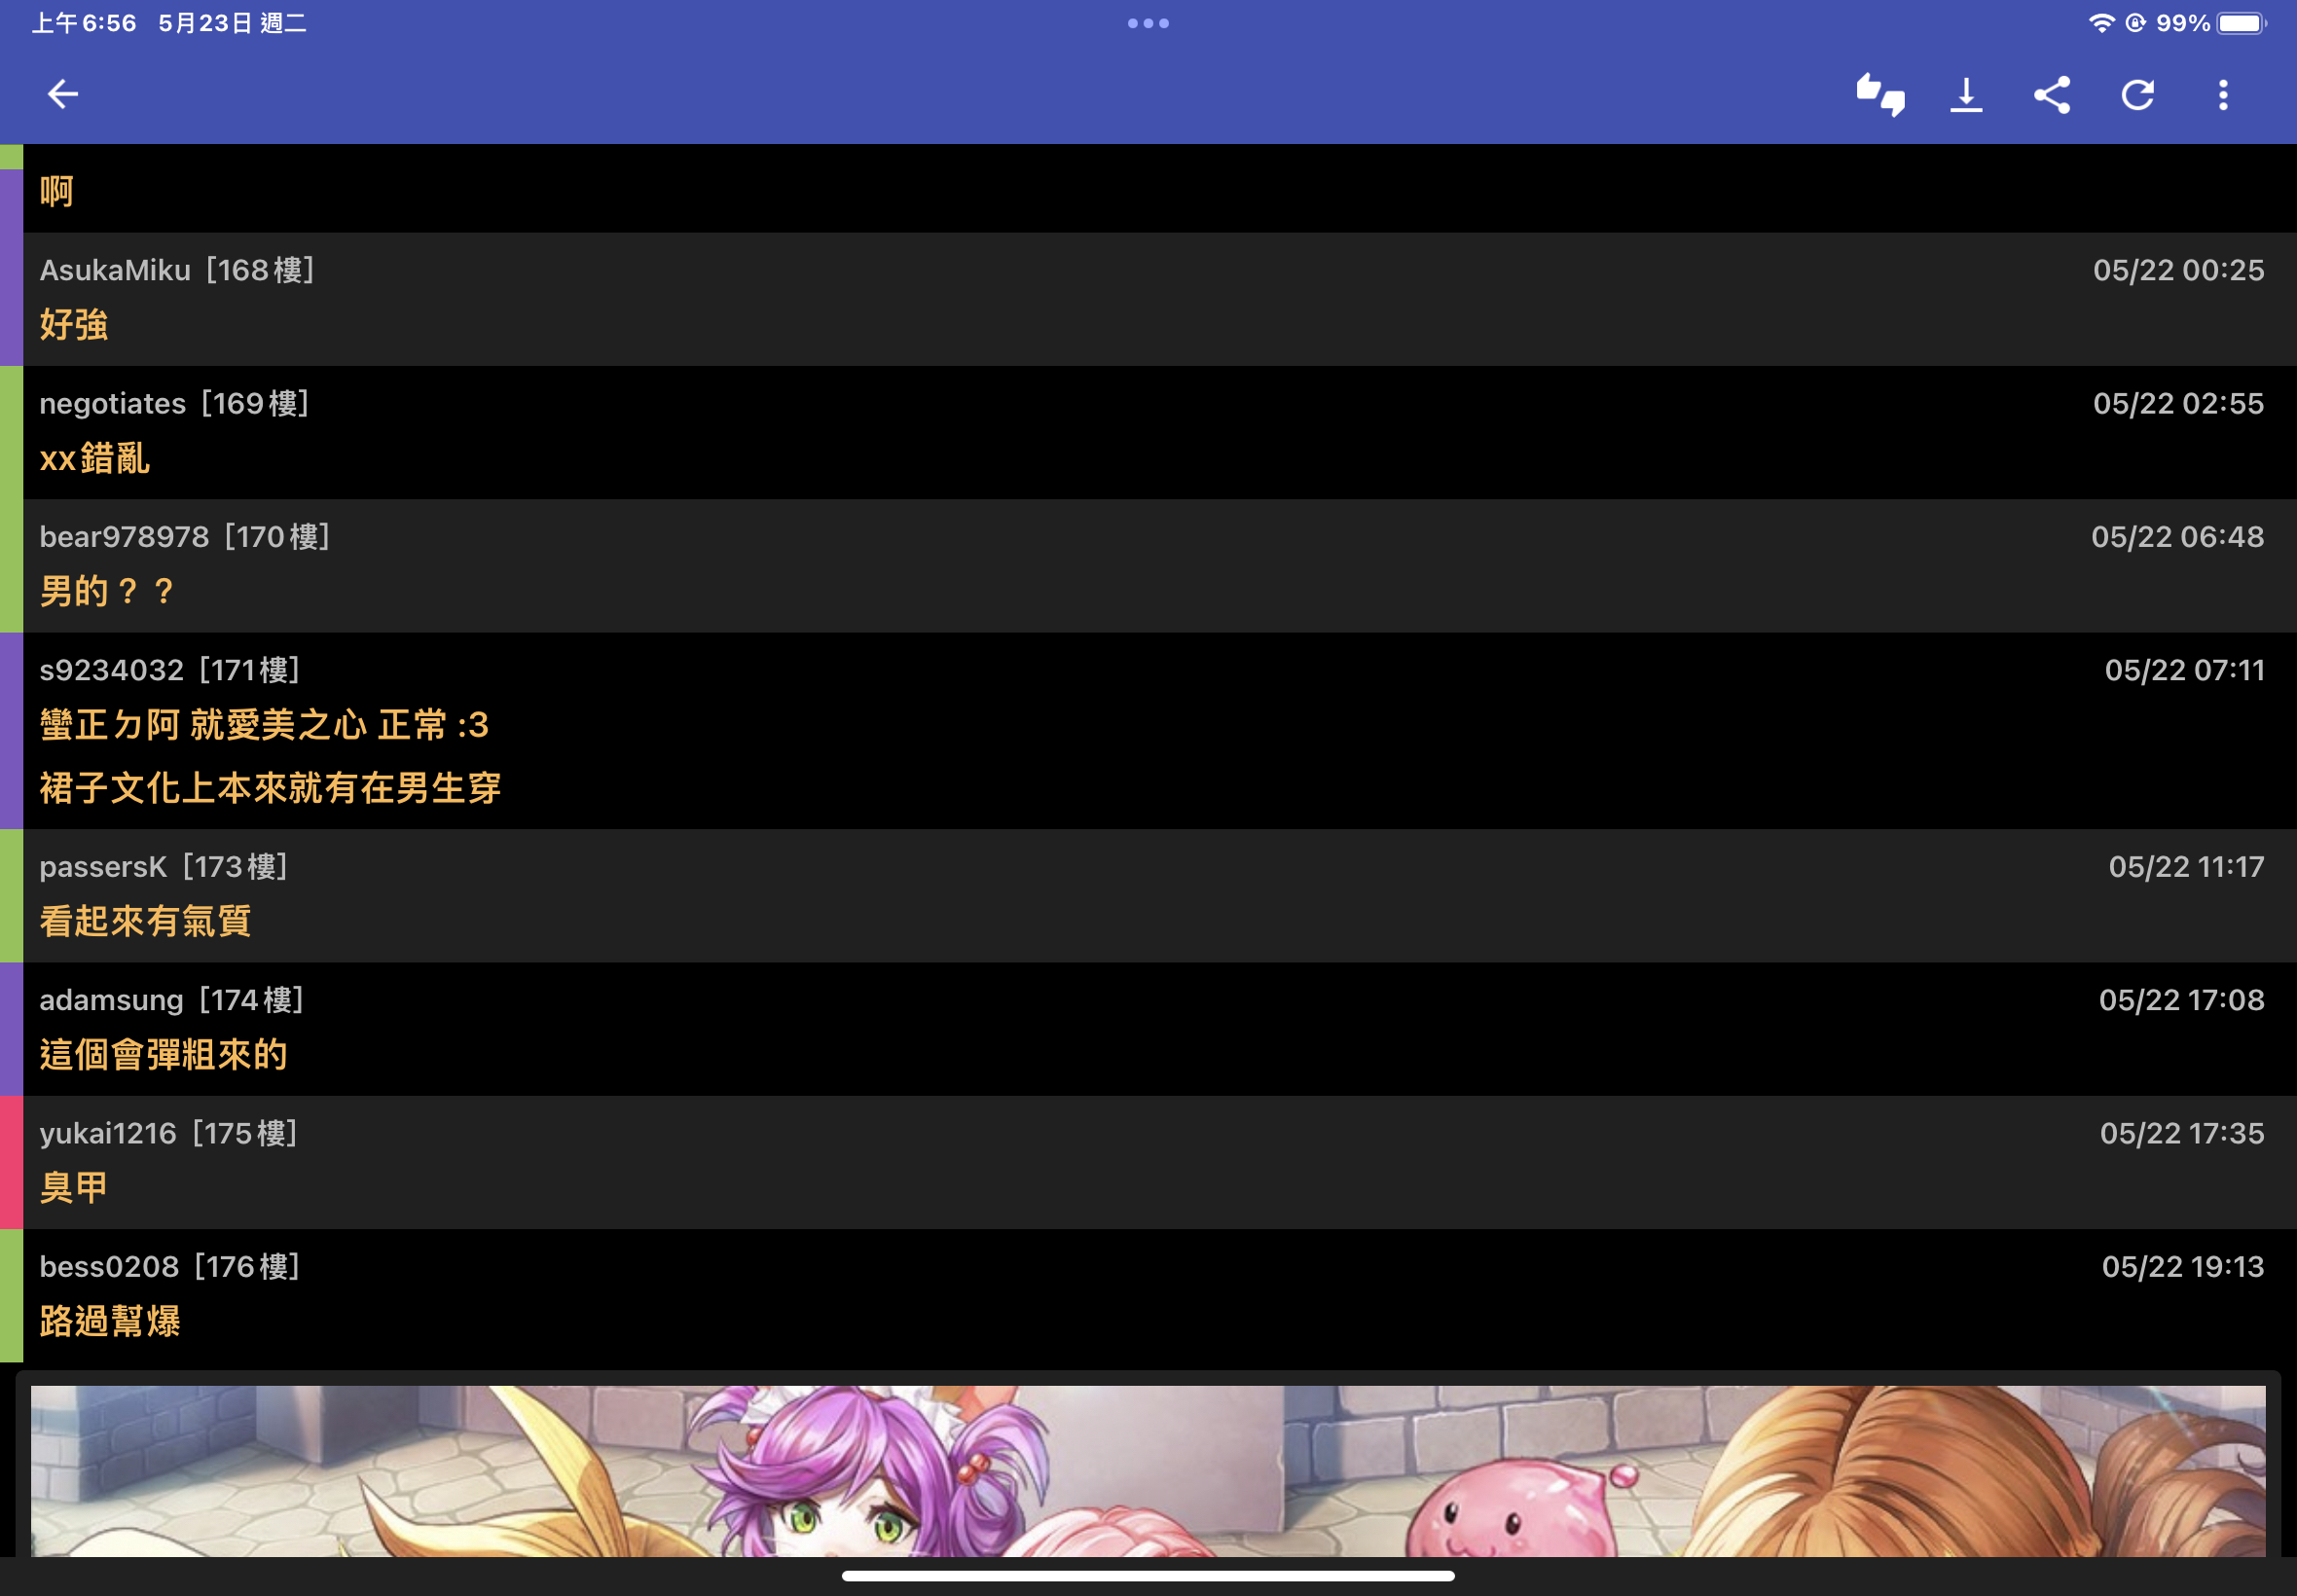 上午6:56 5月23日 週二
99%
啊
AsukaMiku [168樓] 05/22 00:25
好強
negotiates [169樓] 05/22 02:55
xx錯亂
bear978978 [170樓] 05/22 06:48
男的？？
s9234032 [171樓] 05/22 07:11
蠻正ㄉ阿 就愛美之心 正常 :3
裙子文化上本來就有在男生穿
passersK [173樓] 05/22 11:17
看起來有氣質
adamsung [174樓] 05/22 17:08
這個會彈粗來的
yukai1216 [175樓] 05/22 17:35
臭甲
bess0208 [176樓] 05/22 19:13
路過幫爆